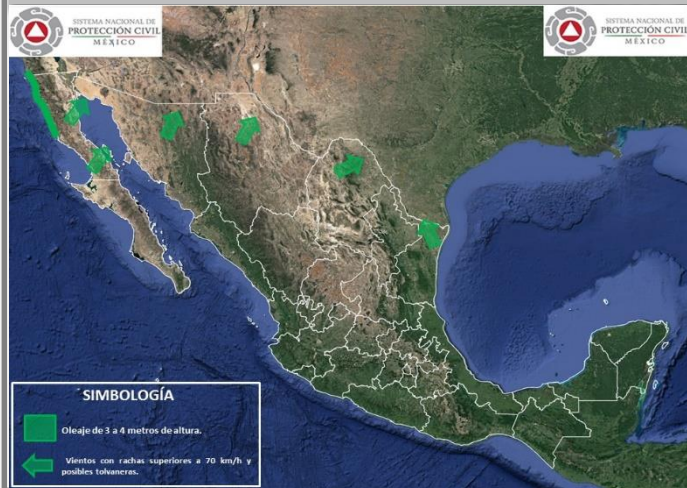 SISTEMA NACIONAL DE
PROTECCIÓN CIVIL
MÉXICO
SISTEMA NACIONAL DE
PROTECCIÓN CIVIL
MÉXICO
SIMBOLOGÍA
Oleaje de 3 a 4 metros de altura.
Vientos con rachas superiores a 70 km/h y
posibles tolvaneras.